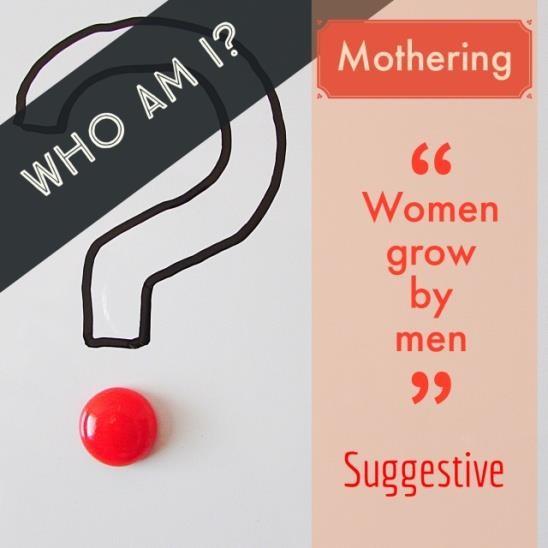 WHO AM I?
Mothering
“
Women
grow
by
men
”
Suggestive